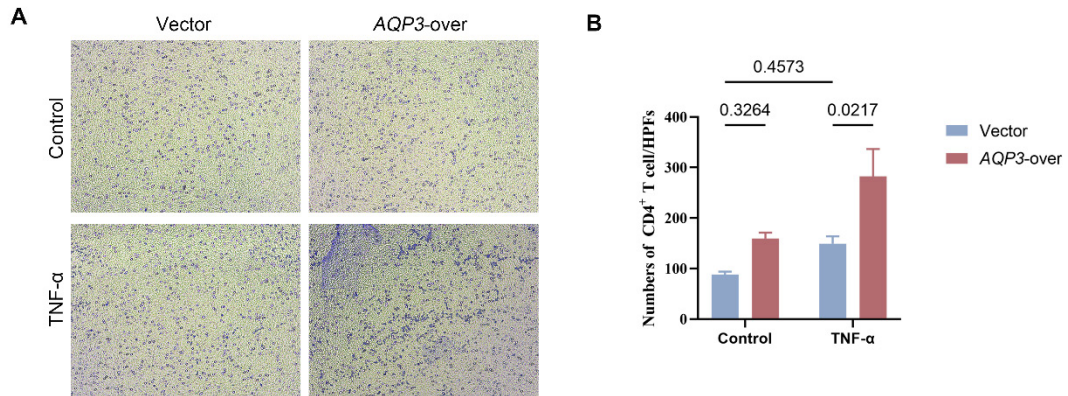 A
Vector
AQP3-over
Control
TNF-α
B
0.4573
0.3264
0.0217
Numbers of CD4⁺ T cell/HPFs
400
300
200
100
0
Control
TNF-α
Vector
AQP3-over